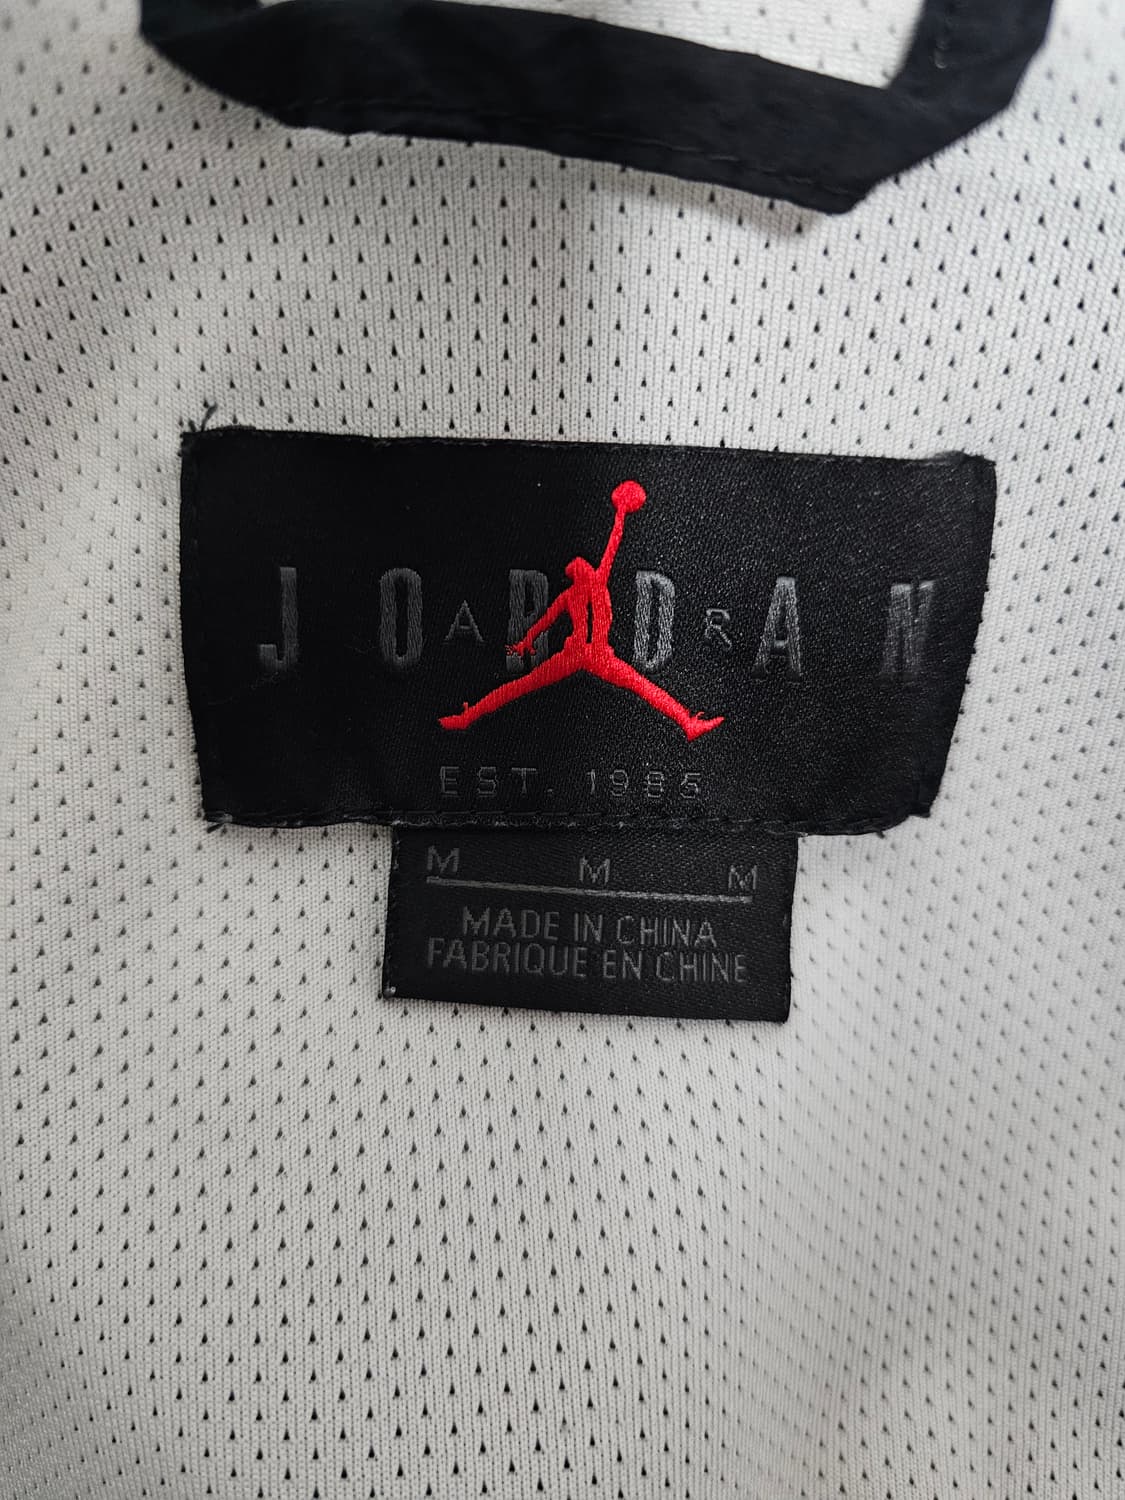 JORDAN
A R
EST. 1985
M M M
MADE IN CHINA
FABRIQUE EN CHINE